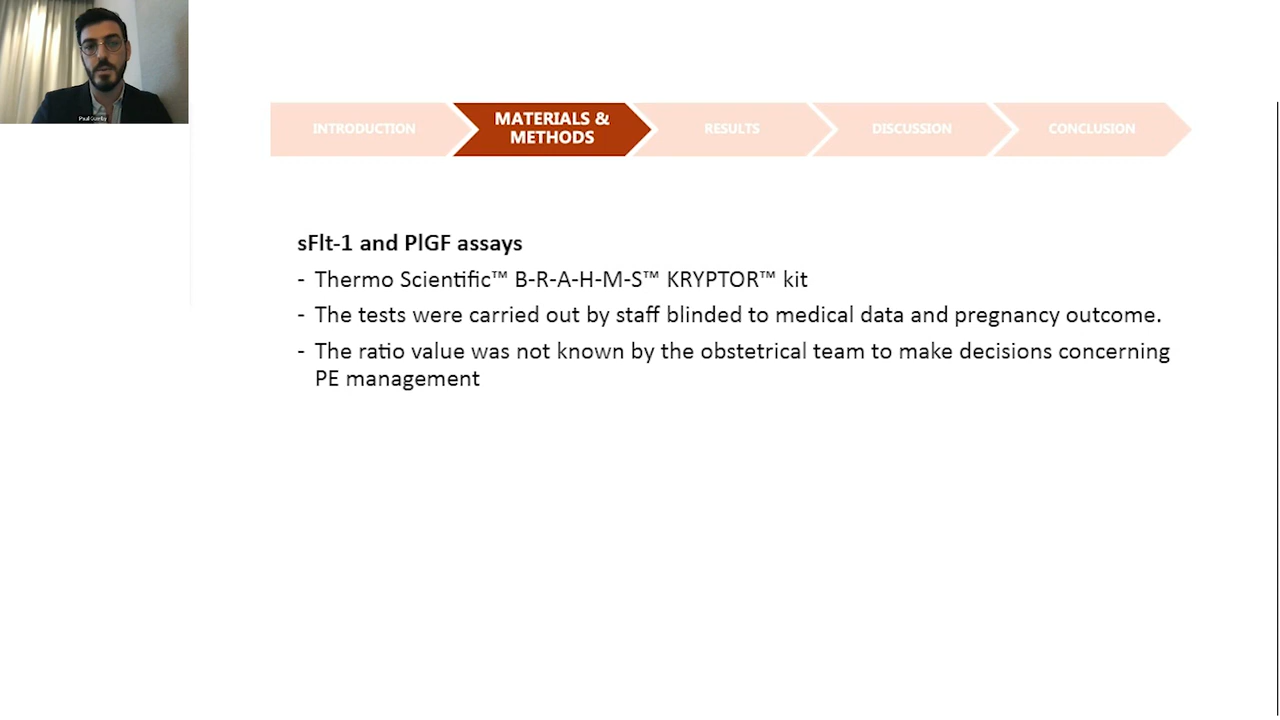 INTRODUCTION
MATERIALS &
METHODS
RESULTS
DISCUSSION
CONCLUSION
sFlt-1 and PlGF assays
- Thermo Scientific™ B-R-A-H-M-S™ KRYPTOR™ kit
- The tests were carried out by staff blinded to medical data and pregnancy outcome.
- The ratio value was not known by the obstetrical team to make decisions concerning
PE management